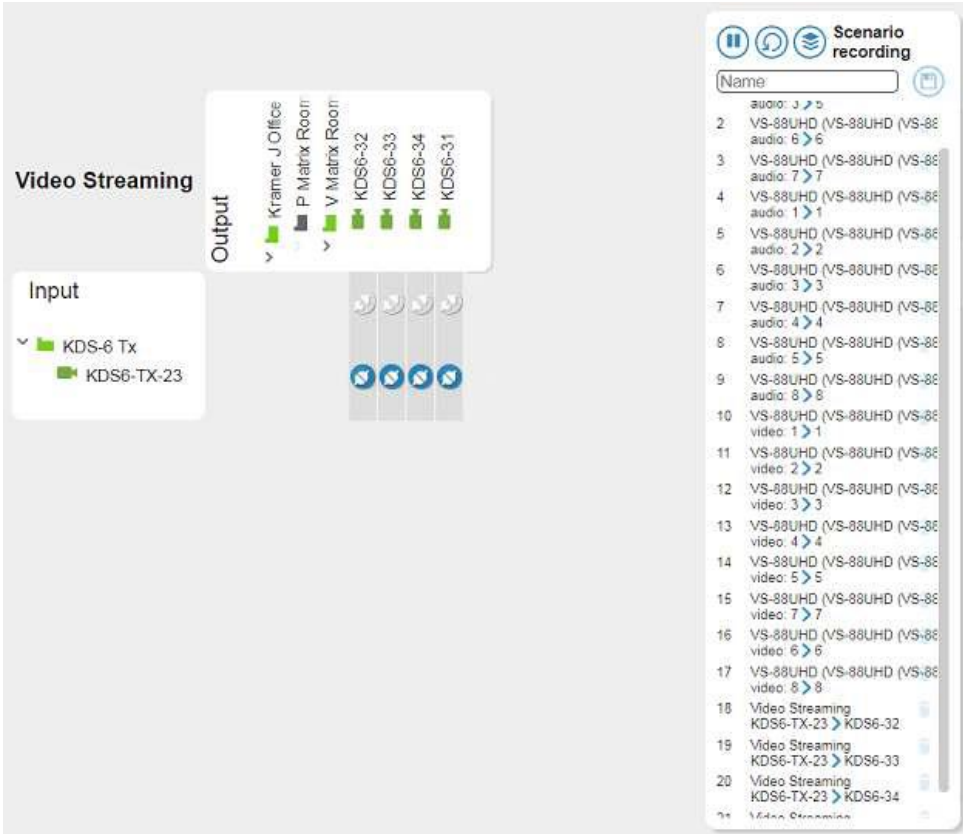 Scenario
recording
Name
Video Streaming
Output
Kramer J Office
P Matrix Room
V Matrix Room
KDS6-32
KDS6-33
KDS6-34
KDS6-31
Input
KDS-6 Tx
KDS6-TX-23
audio: 5
2 VS-88UHD (VS-88UHD (VS-88
audio: 6 > 6
3 VS-88UHD (VS-88UHD (VS-88
audio: 7 > 7
4 VS-88UHD (VS-88UHD (VS-88
audio: 1 > 1
5 VS-88UHD (VS-88UHD (VS-88
audio: 2 > 2
6 VS-88UHD (VS-88UHD (VS-88
audio: 3 > 3
7 VS-88UHD (VS-88UHD (VS-88
audio: 4 > 4
8 VS-88UHD (VS-88UHD (VS-88
audio: 5 > 5
9 VS-88UHD (VS-88UHD (VS-88
audio: 8 > 8
10 VS-88UHD (VS-88UHD (VS-88
video: 1 > 1
11 VS-88UHD (VS-88UHD (VS-88
video: 2 > 2
12 VS-88UHD (VS-88UHD (VS-88
video: 3 > 3
13 VS-88UHD (VS-88UHD (VS-88
video: 4 > 4
14 VS-88UHD (VS-88UHD (VS-88
video: 5 > 5
15 VS-88UHD (VS-88UHD (VS-88
video: 7 > 7
16 VS-88UHD (VS-88UHD (VS-88
video: 6 > 6
17 VS-88UHD (VS-88UHD (VS-88
video: 8 > 8
18 Video Streaming
KDS6-TX-23 > KDS6-32
19 Video Streaming
KDS6-TX-23 > KDS6-33
20 Video Streaming
KDS6-TX-23 > KDS6-34
21 Video Streaming